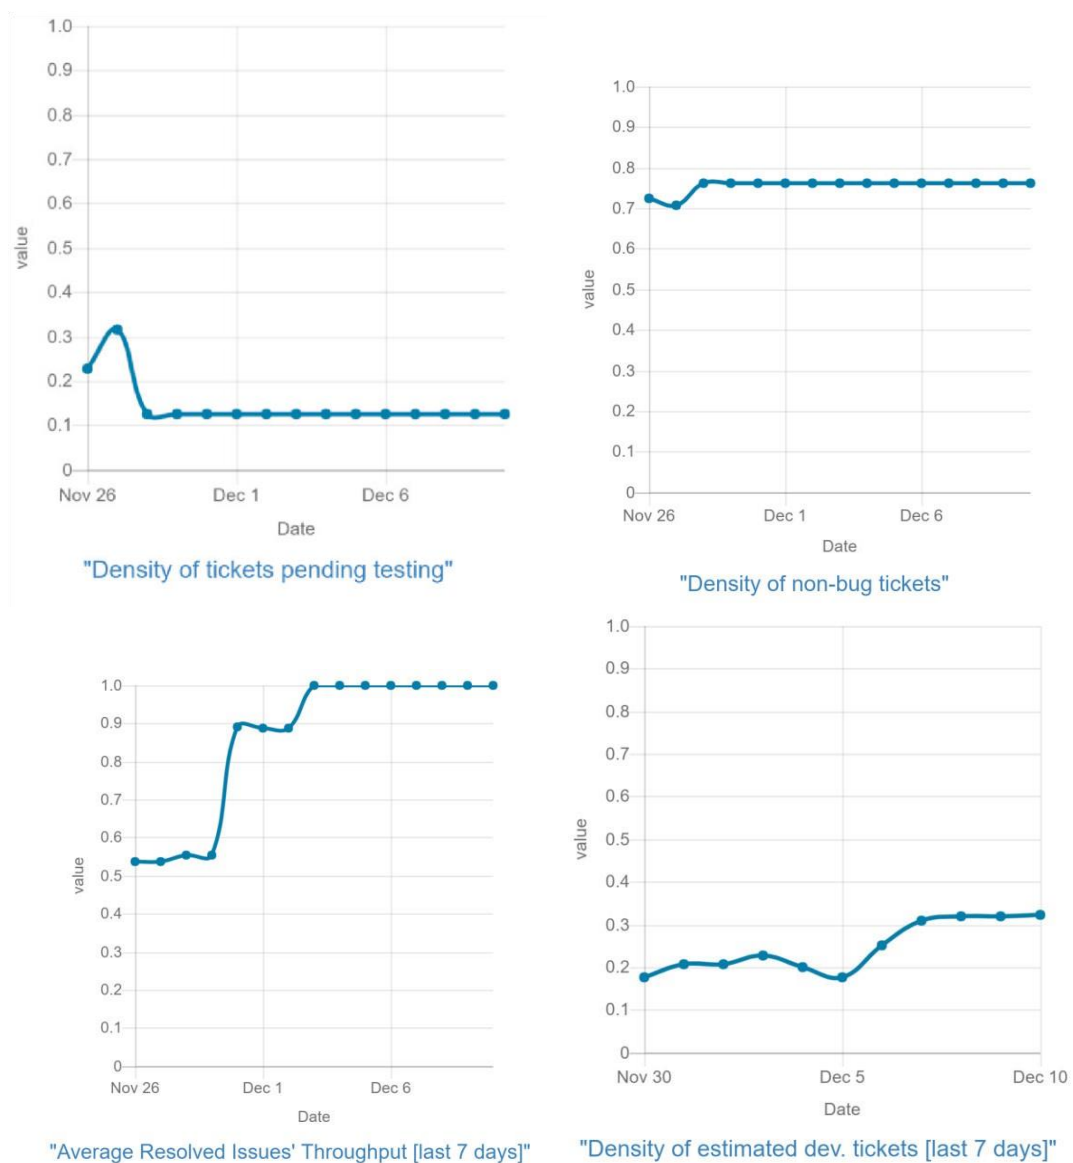 1.0
0.9
0.8
0.7
0.6
0.5
0.4
0.3
0.2
0.1
0
value
Nov 26 Dec 1 Dec 6
Date
"Density of tickets pending testing"
1.0
0.9
0.8
0.7
0.6
0.5
0.4
0.3
0.2
0.1
0
value
Nov 26 Dec 1 Dec 6
Date
"Density of non-bug tickets"
1.0
0.9
0.8
0.7
0.6
0.5
0.4
0.3
0.2
0.1
0
value
Nov 26 Dec 1 Dec 6
Date
"Average Resolved Issues' Throughput [last 7 days]"
1.0
0.9
0.8
0.7
0.6
0.5
0.4
0.3
0.2
0.1
0
value
Nov 30 Dec 5 Dec 10
Date
"Density of estimated dev. tickets [last 7 days]"